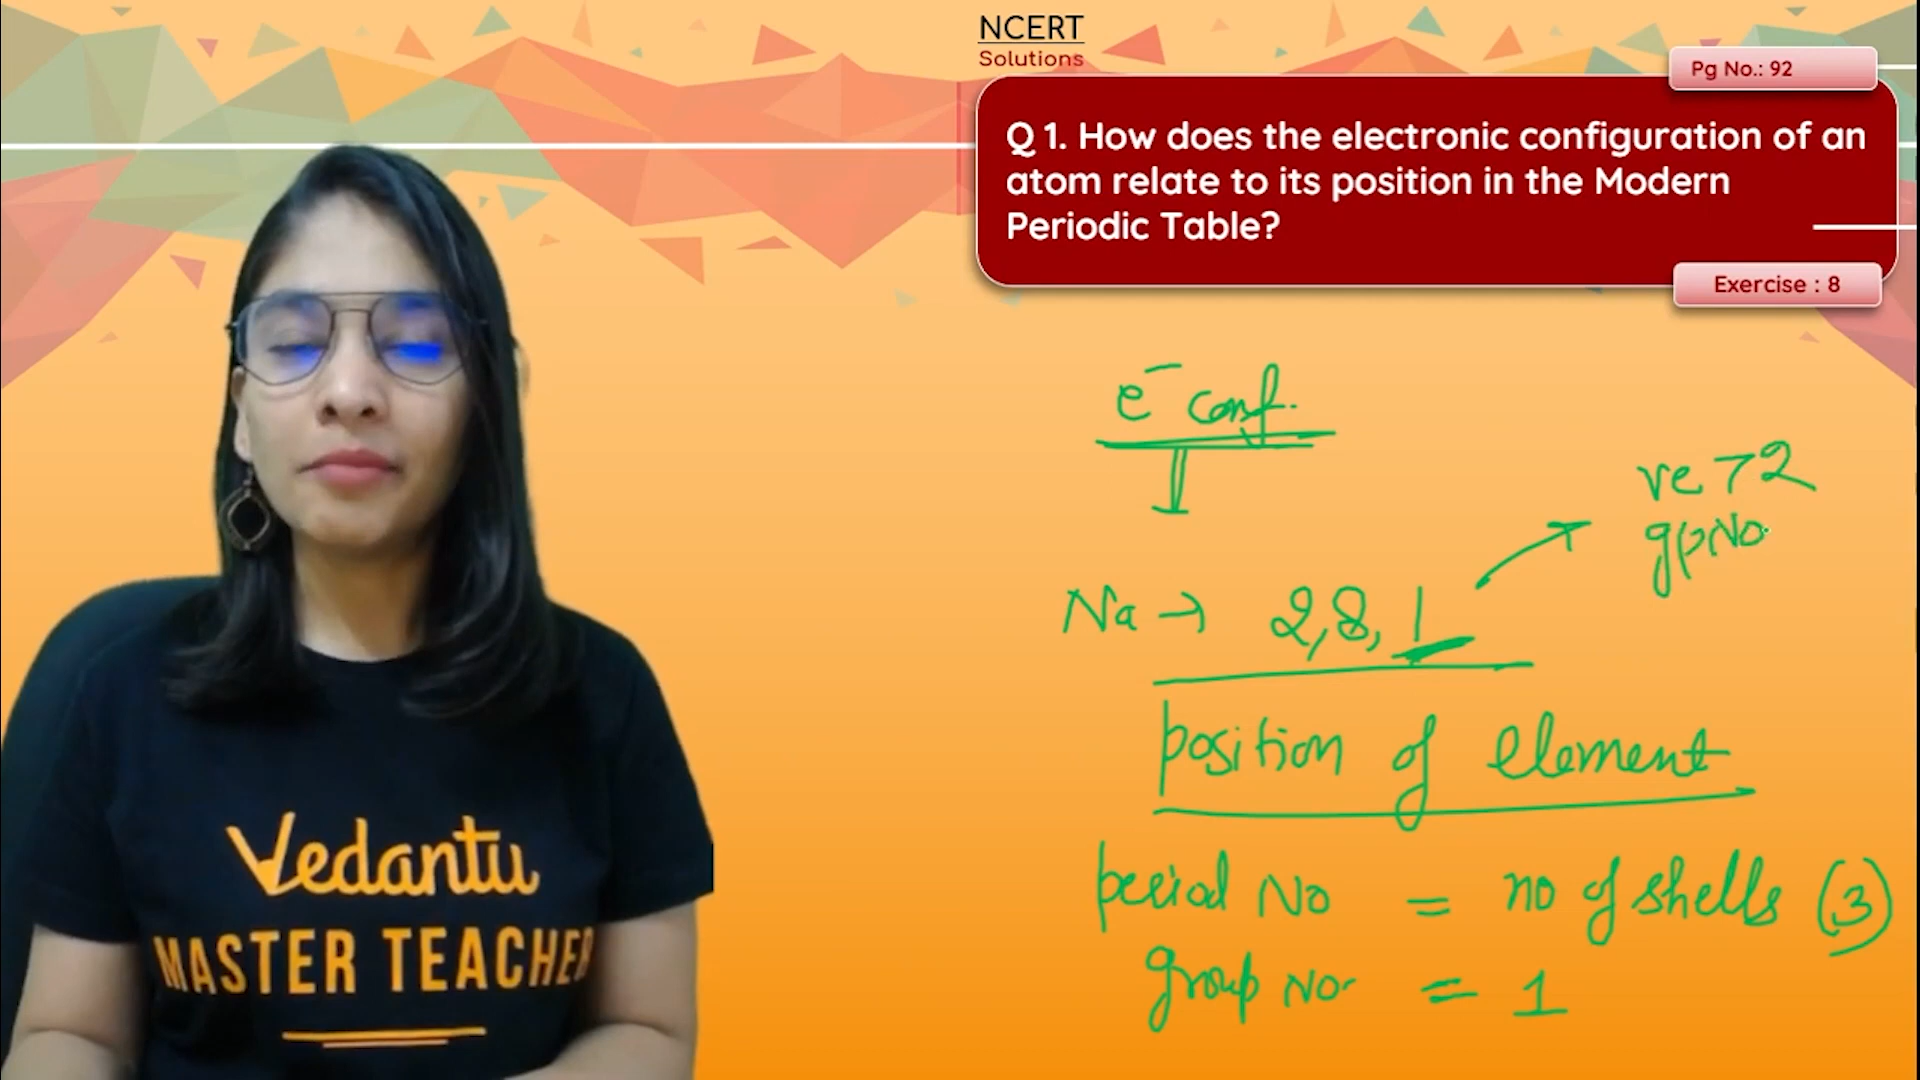 NCERT
Solutions
Pg No.: 92
Q 1. How does the electronic configuration of an
atom relate to its position in the Modern
Periodic Table?
Exercise : 8
e⁻ conf.
ve > 2
gp No
Na → 2,8,1
position of element
period No = no of shells (3)
group No. = 1
Vedantu
MASTER TEACHER